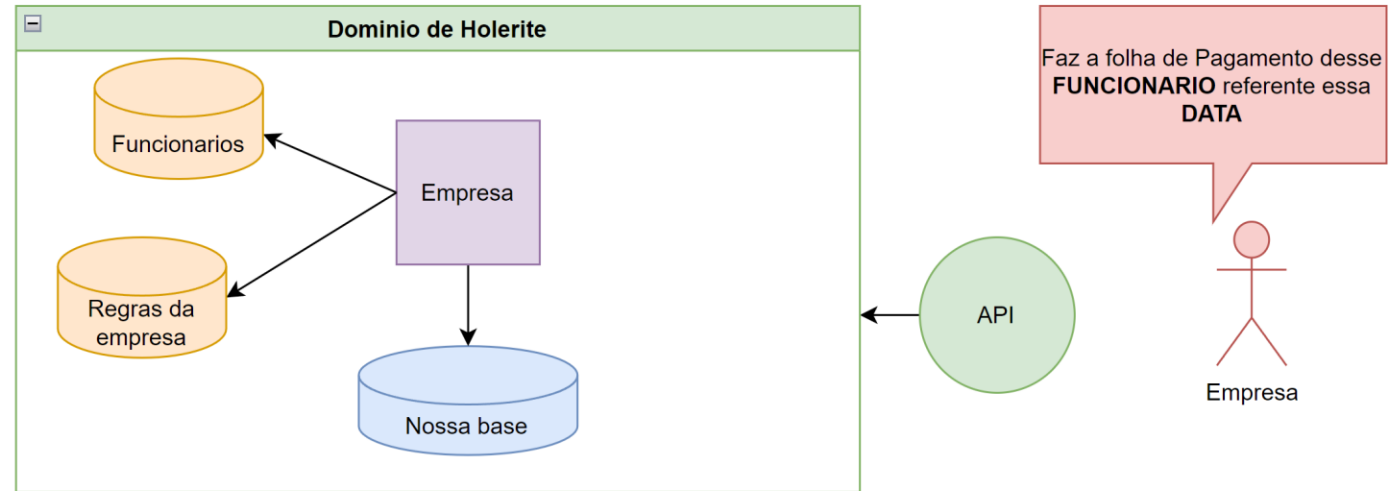 Dominio de Holerite
Faz a folha de Pagamento desse
FUNCIONARIO referente essa
DATA
Funcionarios
Empresa
Regras da
empresa
API
Empresa
Nossa base